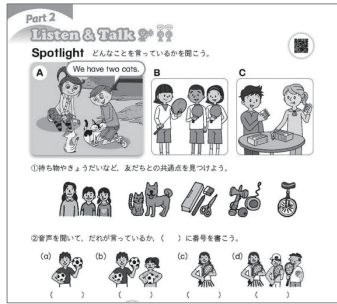 Part 2
Listen & Talk
Spotlight どんなことを言っているかを聞こう。
A
We have two cats.
B
C
①持ち物やきょうだいなど，友だちとの共通点を見つけよう。
②音声を聞いて，だれが言っているか，（ ）に番号を書こう。
(a) (b) (c) (d)
( ) ( ) ( ) ( )